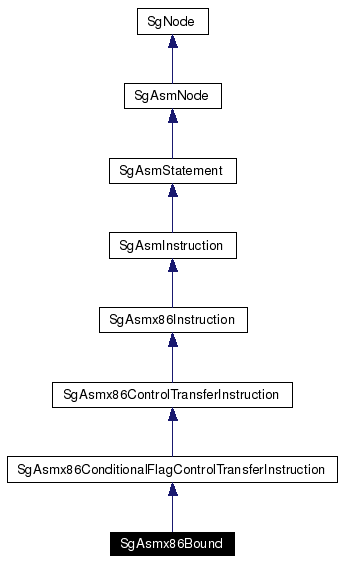 SgNode
SgAsmNode
SgAsmStatement
SgAsmInstruction
SgAsmx86Instruction
SgAsmx86ControlTransferInstruction
SgAsmx86ConditionalFlagControlTransferInstruction
SgAsmx86Bound